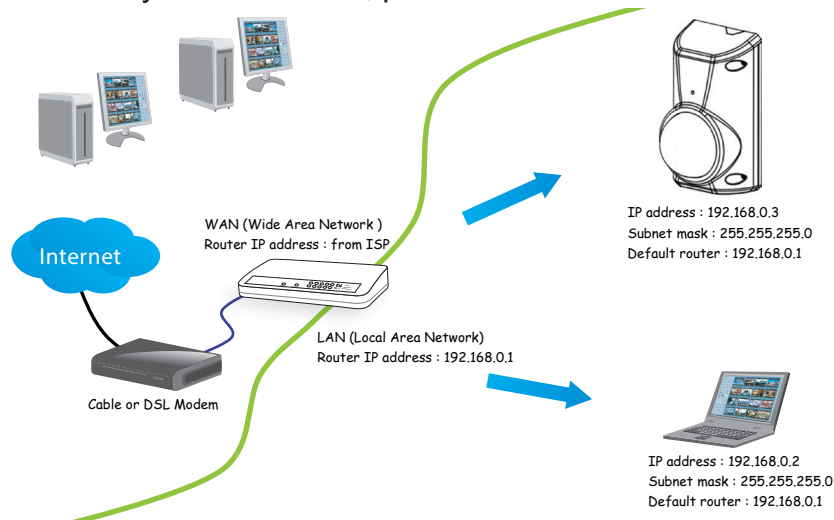 WAN (Wide Area Network )
Router IP address : from ISP
Internet
LAN (Local Area Network)
Router IP address : 192.168.0.1
Cable or DSL Modem
IP address : 192.168.0.3
Subnet mask : 255.255.255.0
Default router : 192.168.0.1
IP address : 192.168.0.2
Subnet mask : 255.255.255.0
Default router : 192.168.0.1